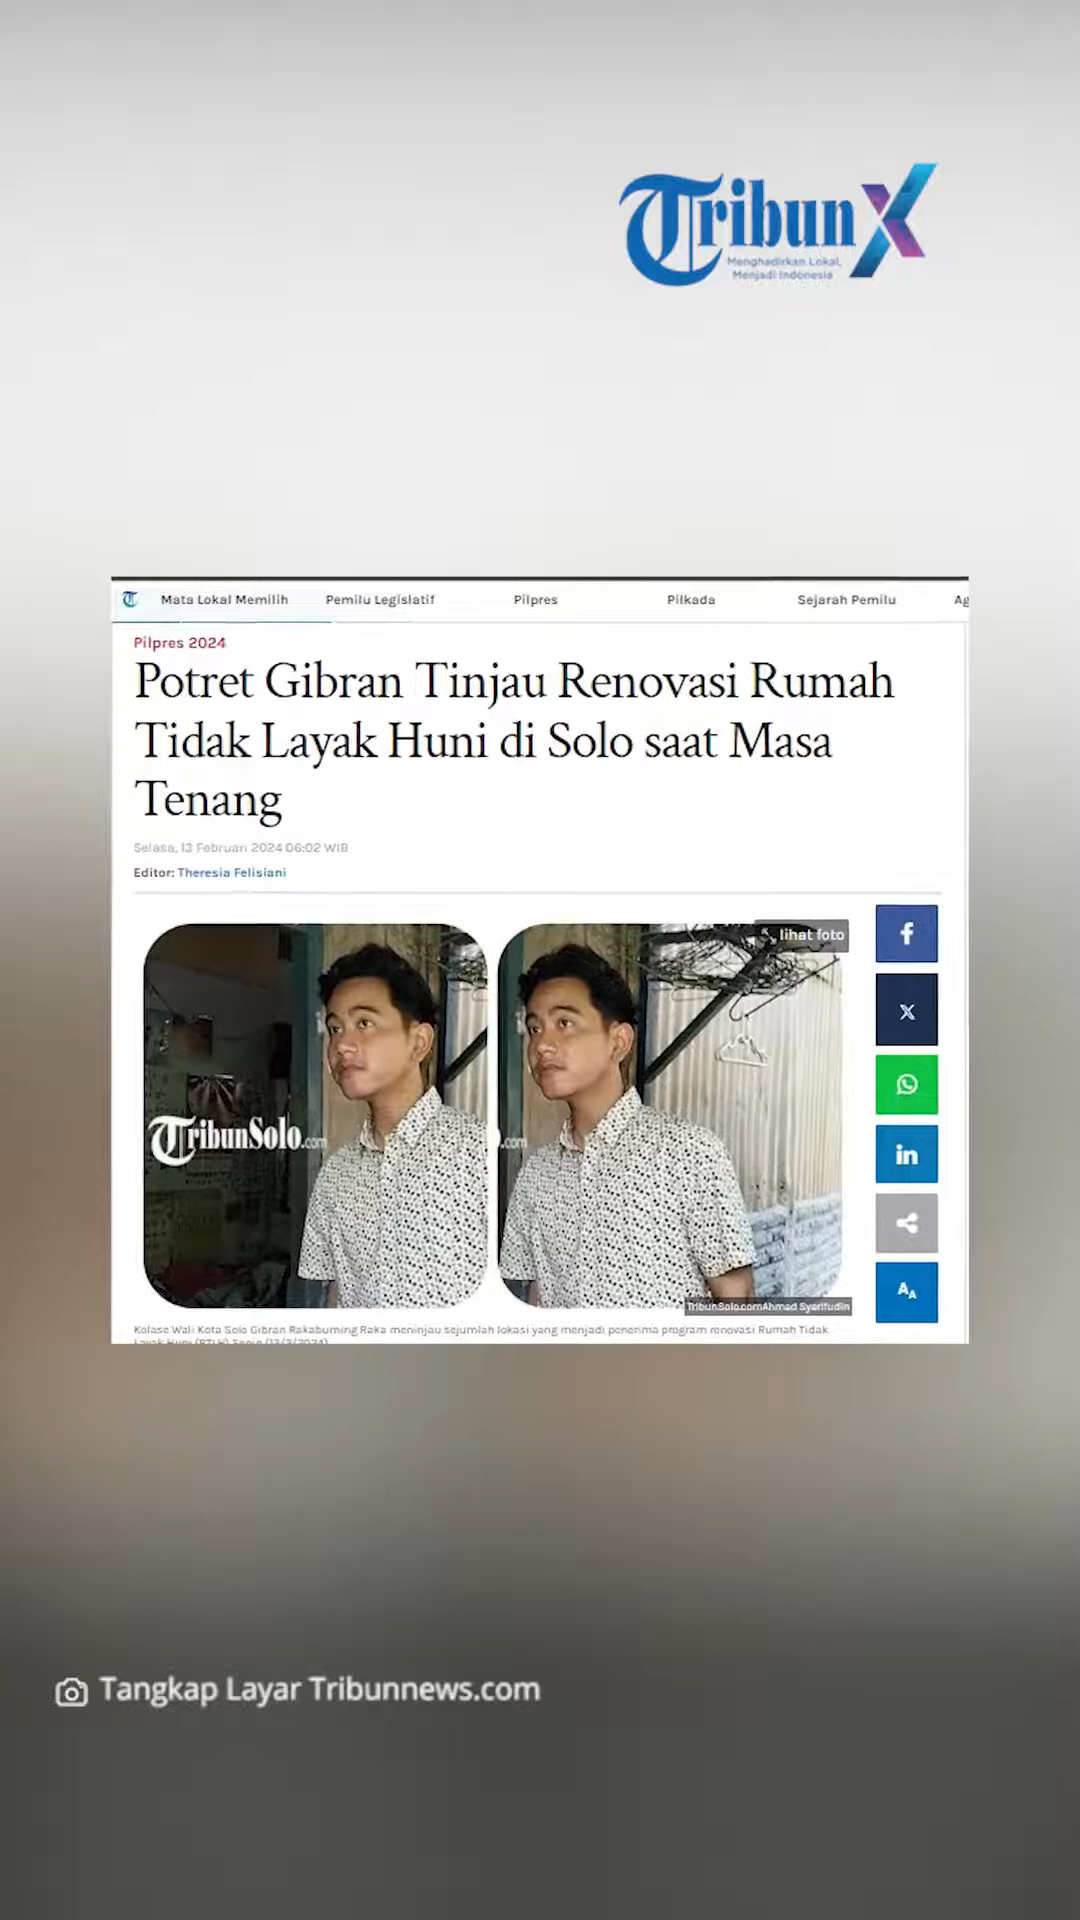 TribunX
Menghadirkan Lokal,
Menjadi Indonesia
Mata Lokal Memilih Pemilu Legislatif Pilpres Pilkada Sejarah Pemilu Ag
Pilpres 2024
Potret Gibran Tinjau Renovasi Rumah
Tidak Layak Huni di Solo saat Masa
Tenang
Selasa, 13 Februari 2024 06:02 WIB
Editor: Theresia Felisiani
lihat foto
TribunSolo.com
.com
TribunSolo.comAhmad Syarifudin
Kolase Wali Kota Solo Gibran Rakabuming Raka meninjau sejumlah lokasi yang menjadi penerima program renovasi Rumah Tidak
Tangkap Layar Tribunnews.com